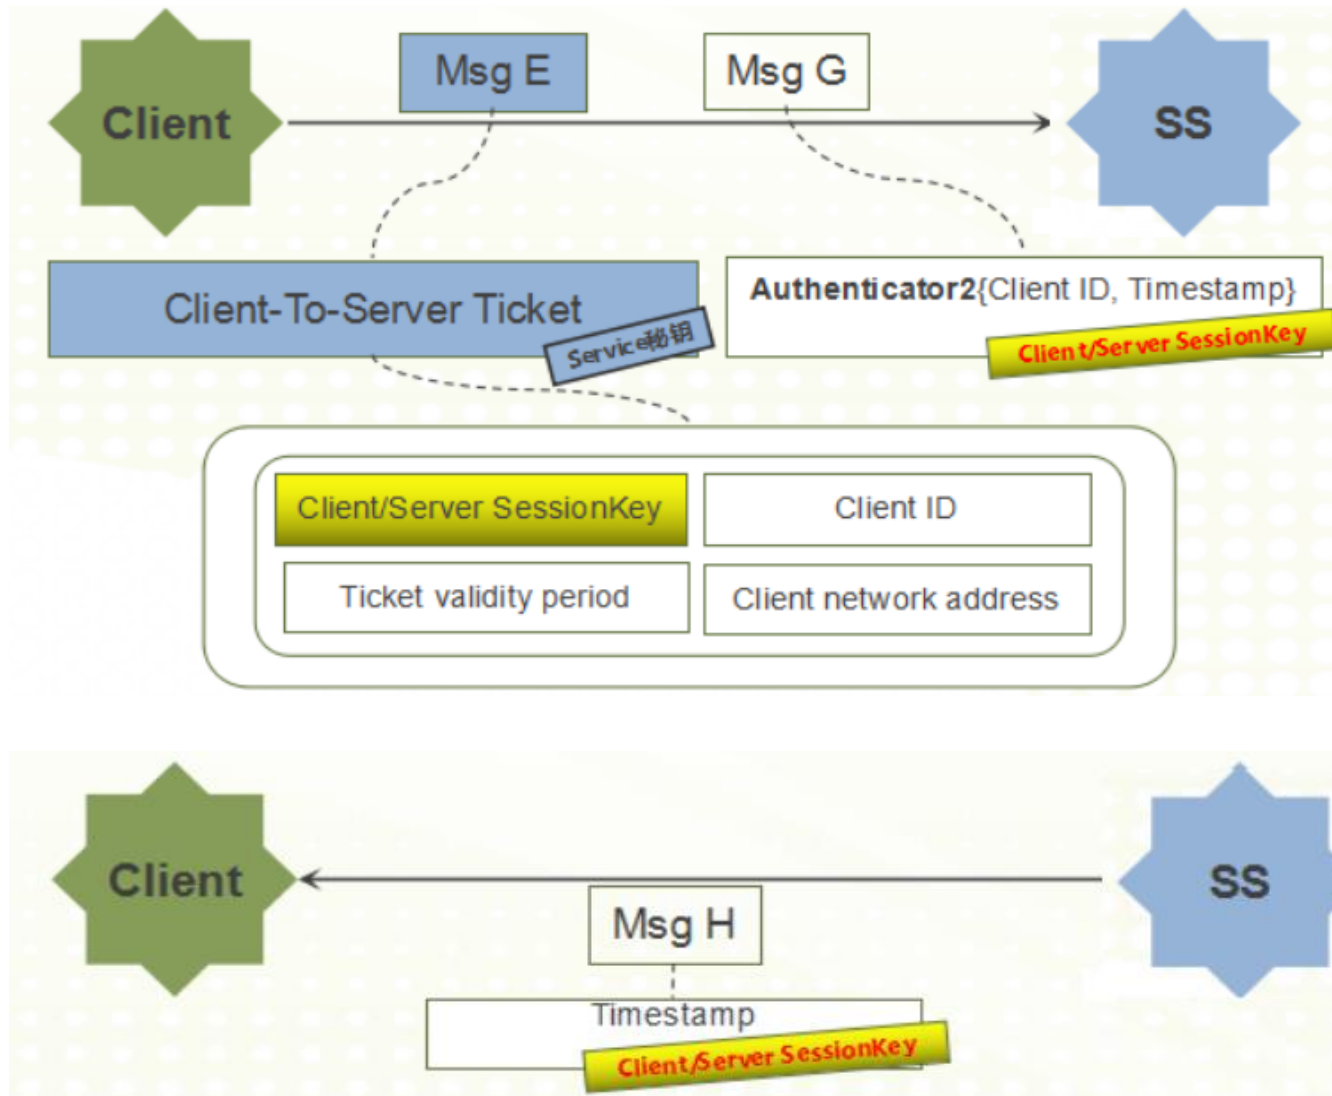 Msg E
Msg G
Client
SS
Client-To-Server Ticket
Service秘钥
Authenticator2{Client ID, Timestamp}
Client/Server SessionKey
Client/Server SessionKey
Client ID
Ticket validity period
Client network address
Client
SS
Msg H
Timestamp
Client/Server SessionKey